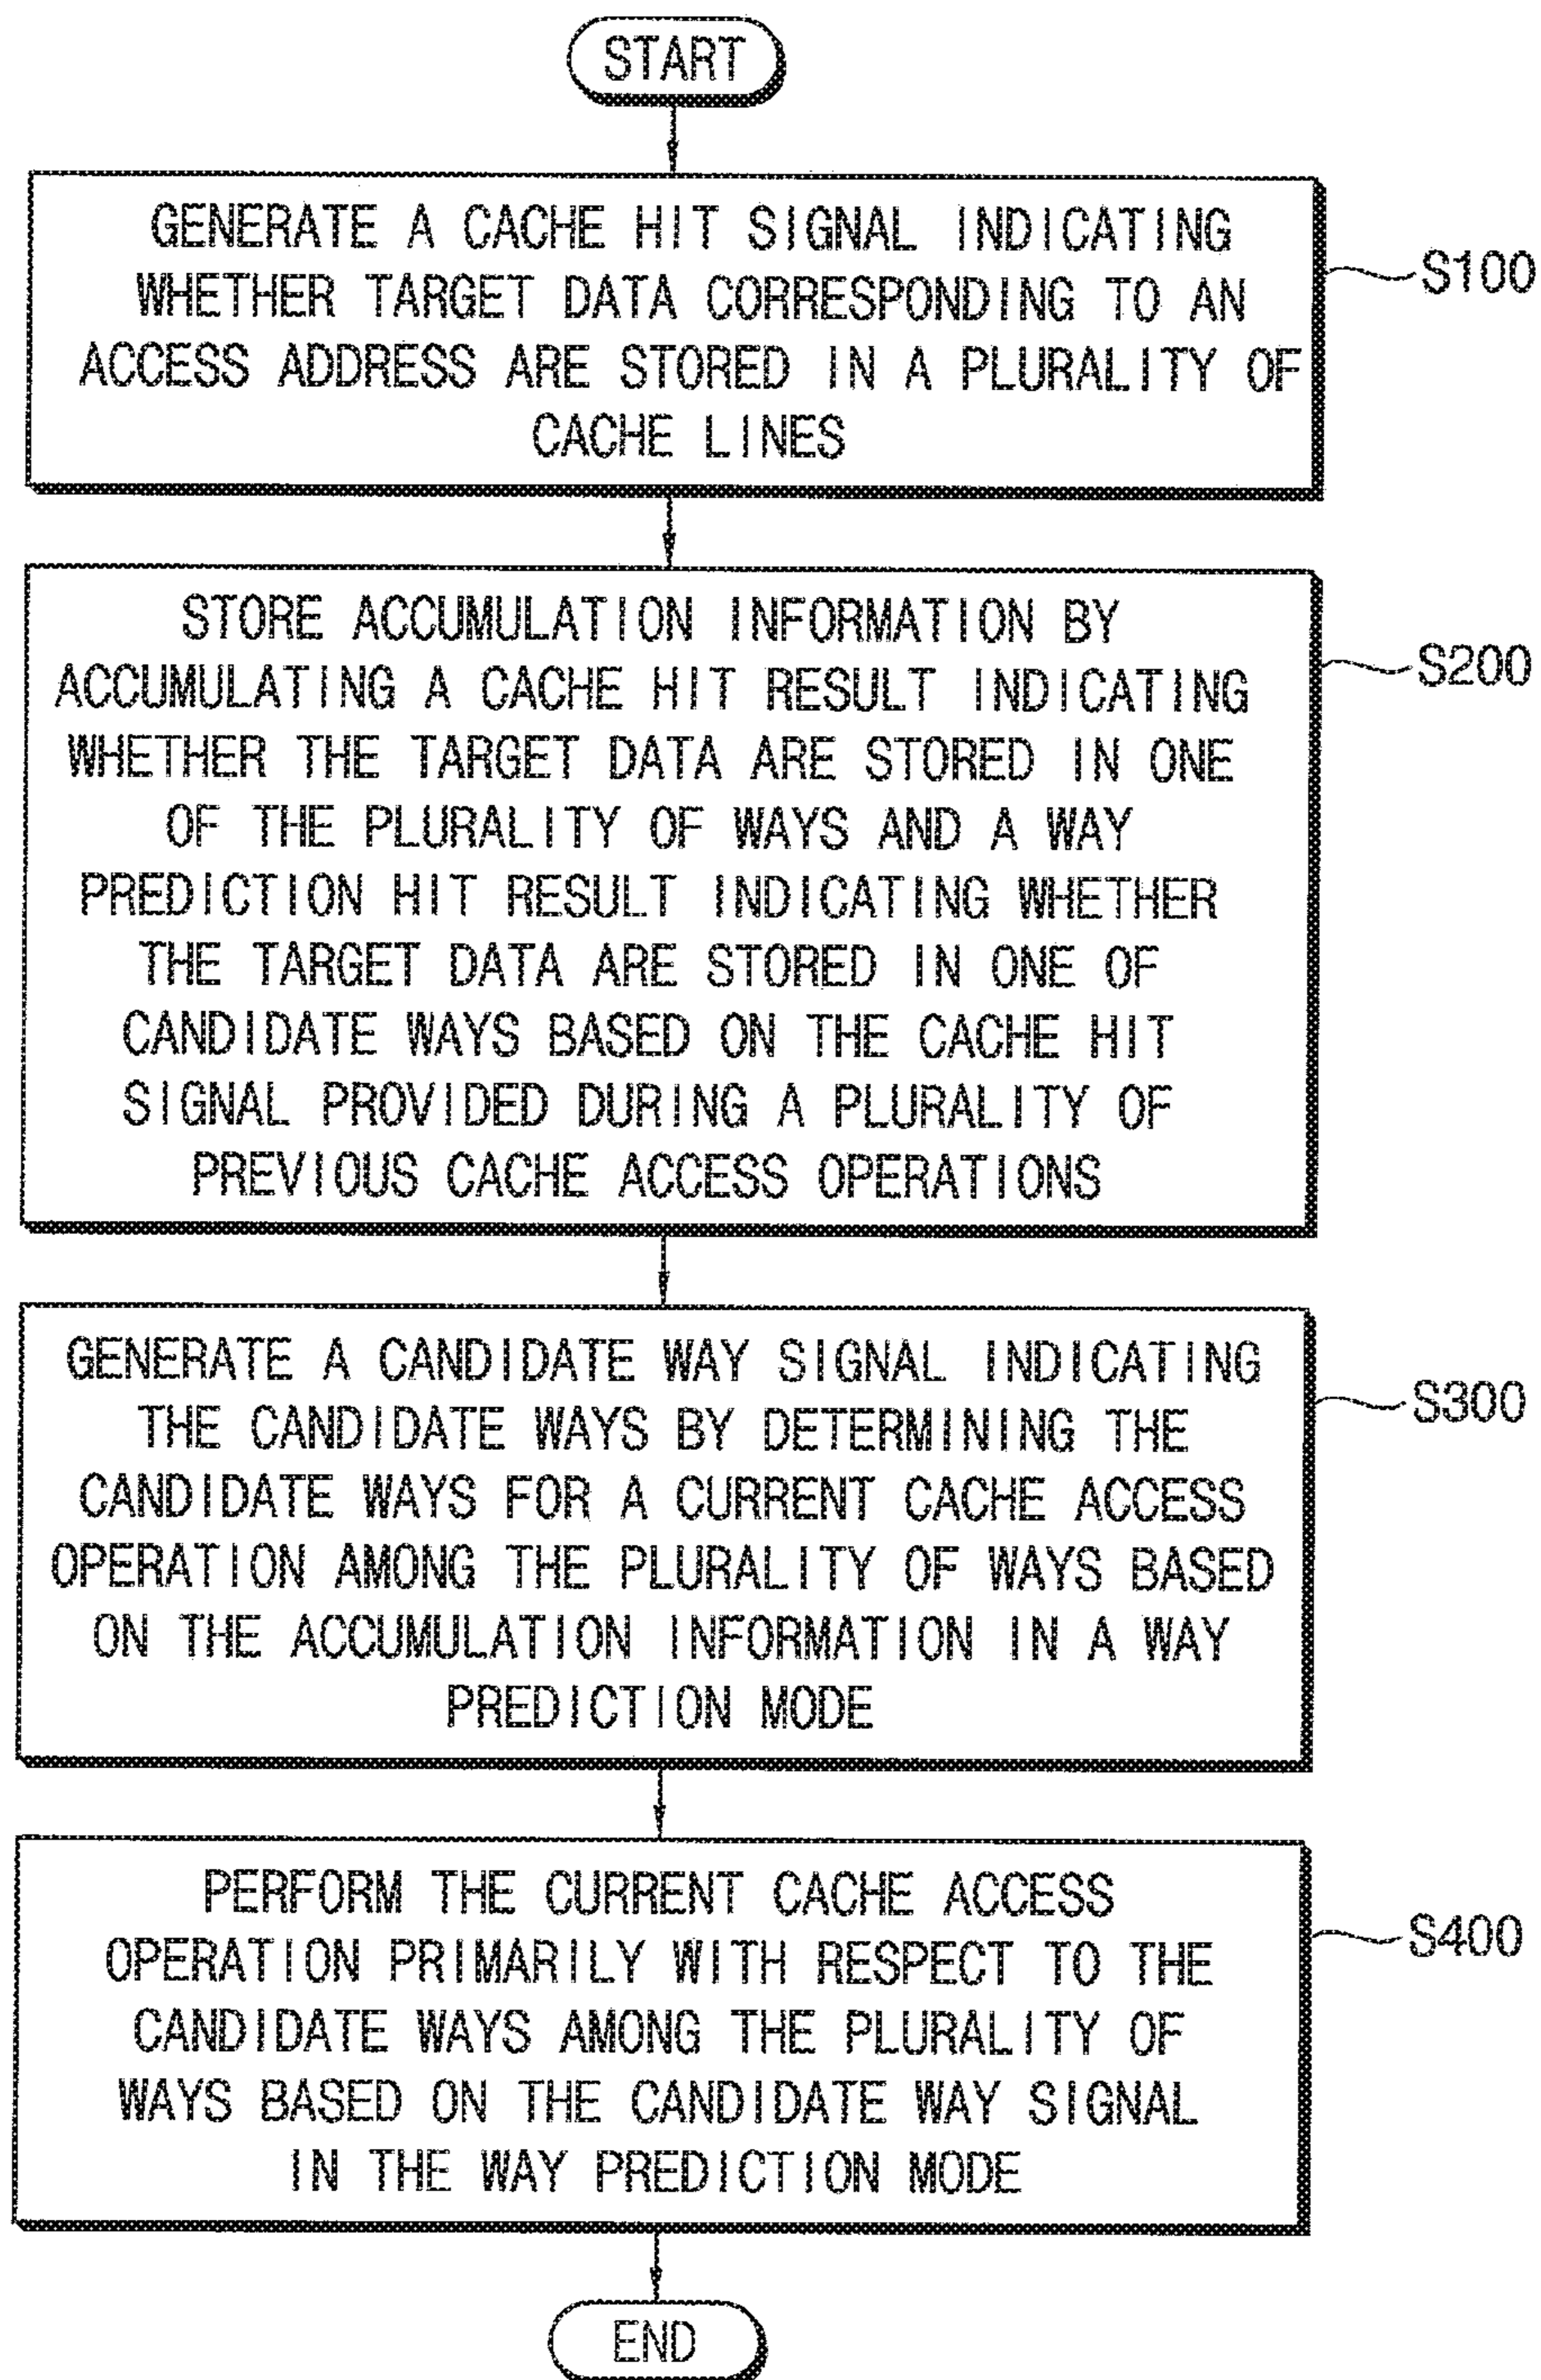 START
GENERATE A CACHE HIT SIGNAL INDICATING
WHETHER TARGET DATA CORRESPONDING TO AN
ACCESS ADDRESS ARE STORED IN A PLURALITY OF
CACHE LINES
S100
STORE ACCUMULATION INFORMATION BY
ACCUMULATING A CACHE HIT RESULT INDICATING
WHETHER THE TARGET DATA ARE STORED IN ONE
OF THE PLURALITY OF WAYS AND A WAY
PREDICTION HIT RESULT INDICATING WHETHER
THE TARGET DATA ARE STORED IN ONE OF
CANDIDATE WAYS BASED ON THE CACHE HIT
SIGNAL PROVIDED DURING A PLURALITY OF
PREVIOUS CACHE ACCESS OPERATIONS
S200
GENERATE A CANDIDATE WAY SIGNAL INDICATING
THE CANDIDATE WAYS BY DETERMINING THE
CANDIDATE WAYS FOR A CURRENT CACHE ACCESS
OPERATION AMONG THE PLURALITY OF WAYS BASED
ON THE ACCUMULATION INFORMATION IN A WAY
PREDICTION MODE
S300
PERFORM THE CURRENT CACHE ACCESS
OPERATION PRIMARILY WITH RESPECT TO THE
CANDIDATE WAYS AMONG THE PLURALITY OF
WAYS BASED ON THE CANDIDATE WAY SIGNAL
IN THE WAY PREDICTION MODE
S400
END